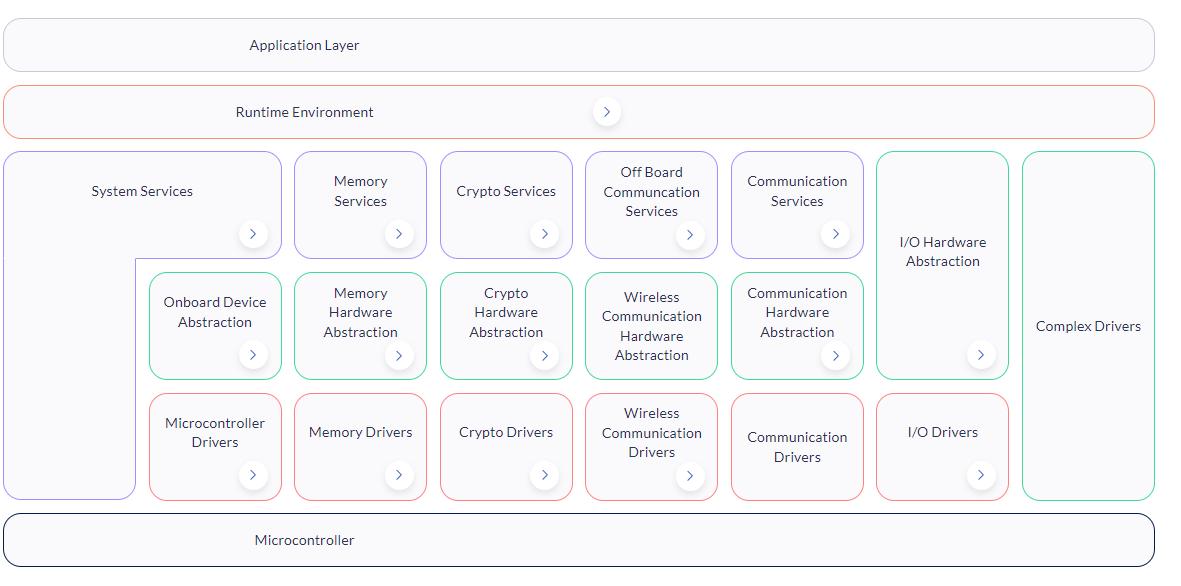 Application Layer
Runtime Environment
System Services
Memory
Services
Crypto Services
Off Board
Communcation
Services
Communication
Services
I/O Hardware
Abstraction
Complex Drivers
Onboard Device
Abstraction
Memory
Hardware
Abstraction
Crypto
Hardware
Abstraction
Wireless
Communication
Hardware
Abstraction
Communication
Hardware
Abstraction
Microcontroller
Drivers
Memory Drivers
Crypto Drivers
Wireless
Communication
Drivers
Communication
Drivers
I/O Drivers
Microcontroller